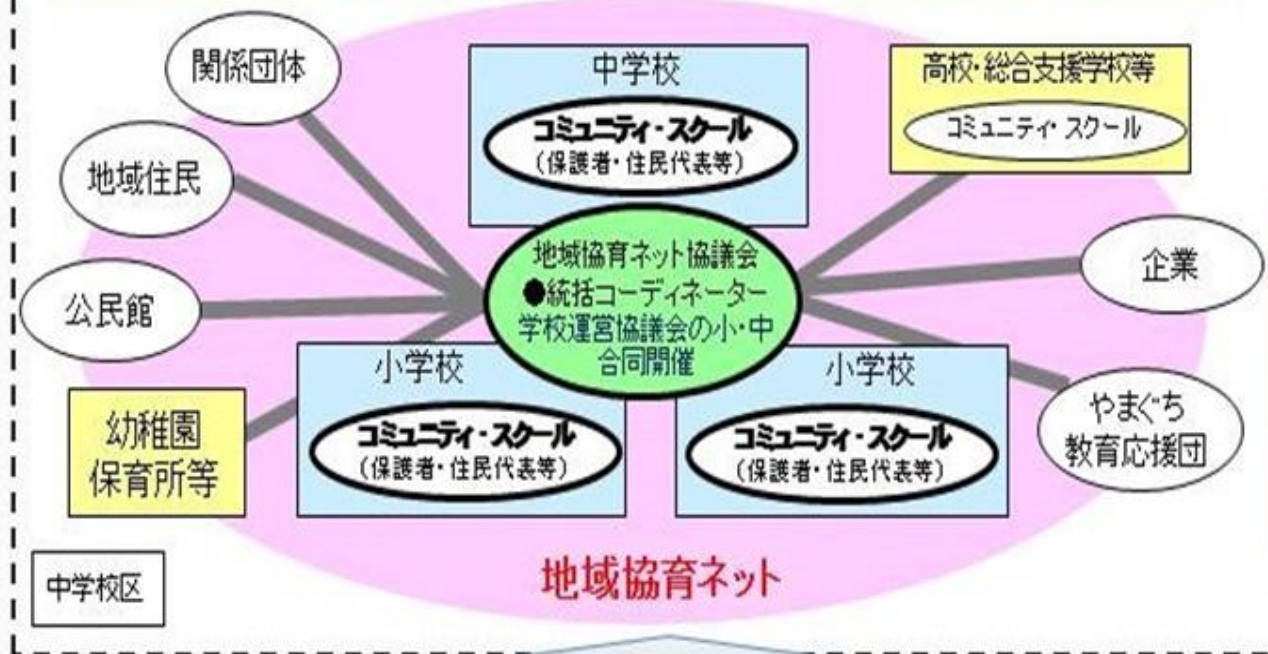 関係団体
地域住民
公民館
幼稚園
保育所等
中学校区
中学校
コミュニティ・スクール
(保護者・住民代表等)
地域協育ネット協議会
●統括コーディネーター
学校運営協議会の小・中
合同開催
小学校
コミュニティ・スクール
(保護者・住民代表等)
小学校
コミュニティ・スクール
(保護者・住民代表等)
高校・総合支援学校等
コミュニティ・スクール
企業
やまぐち
教育応援団
地域協育ネット